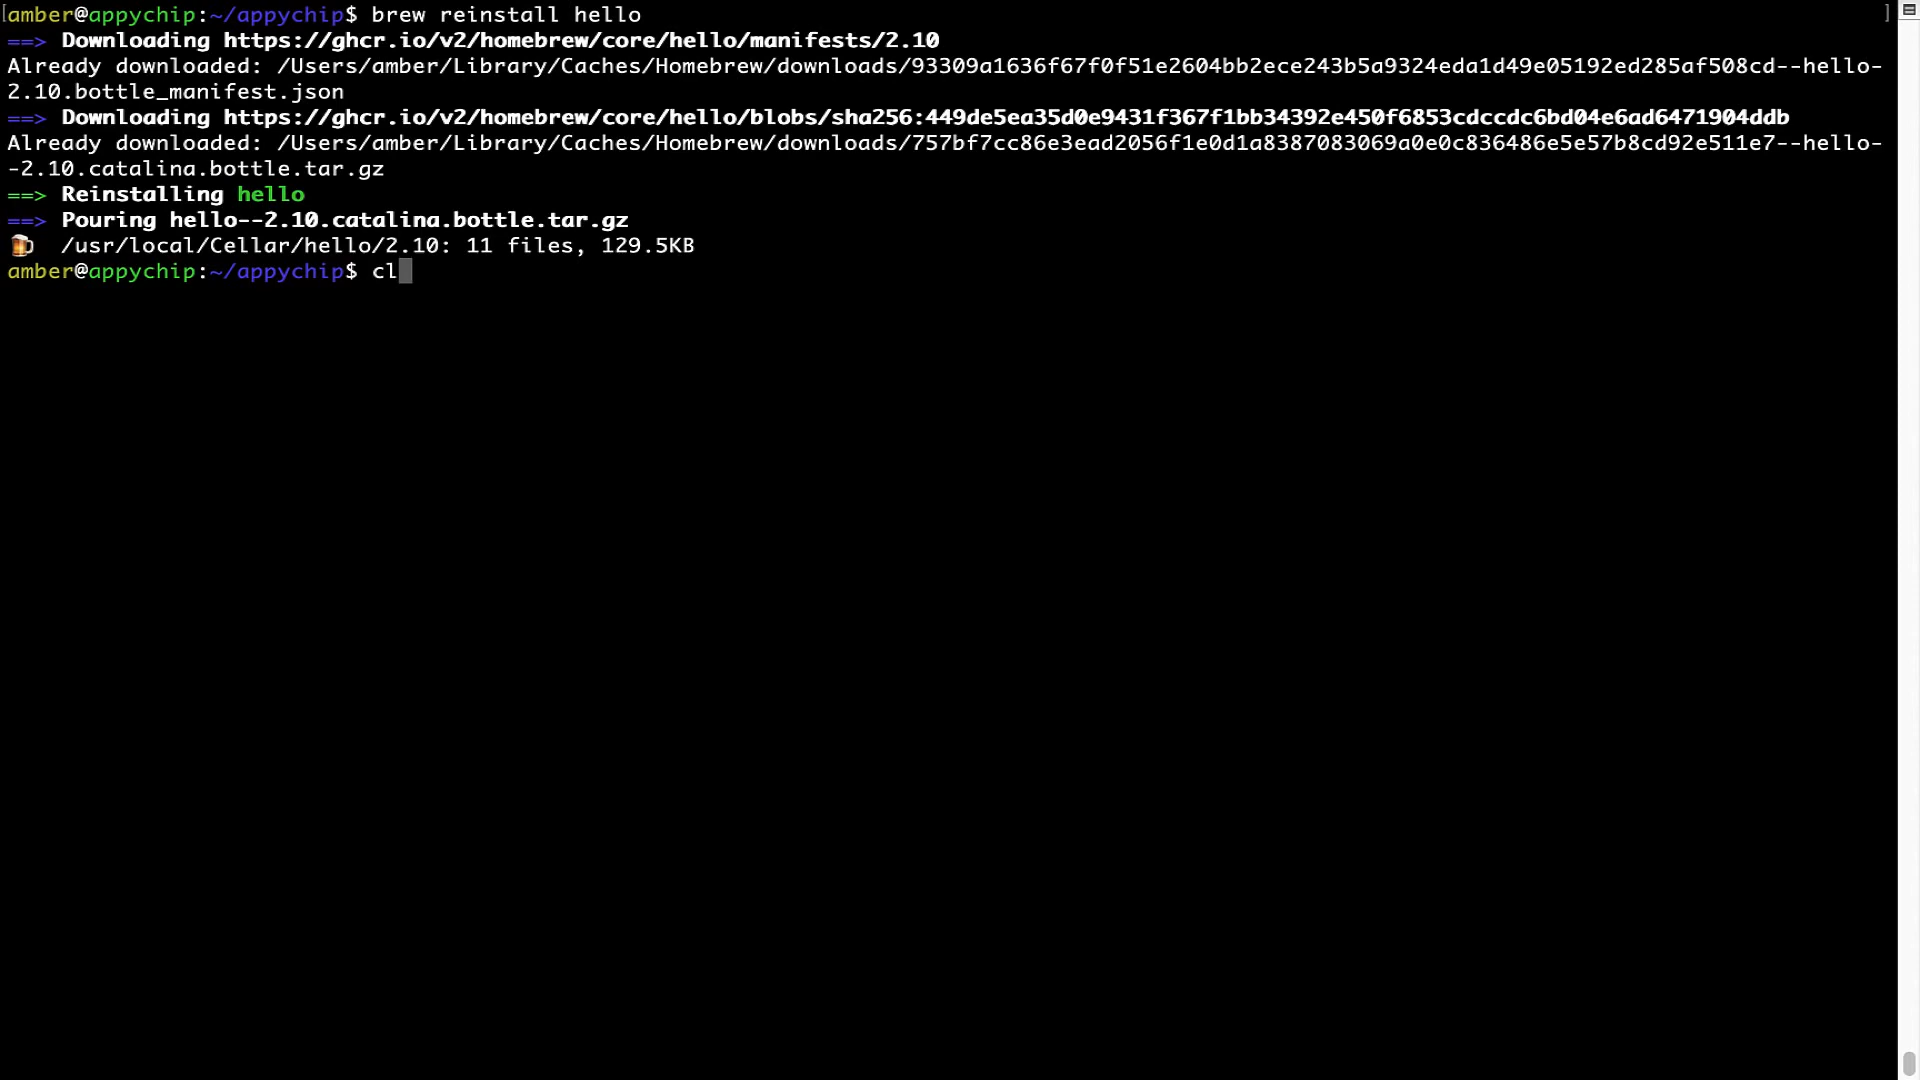 amber@appychip:~/appychip$ brew reinstall hello
==> Downloading https://ghcr.io/v2/homebrew/core/hello/manifests/2.10
Already downloaded: /Users/amber/Library/Caches/Homebrew/downloads/93309a1636f67f0f51e2604bb2ece243b5a9324eda1d49e05192ed285af508cd--hello-
2.10.bottle_manifest.json
==> Downloading https://ghcr.io/v2/homebrew/core/hello/blobs/sha256:449de5ea35d0e9431f367f1bb34392e450f6853cdccdc6bd04e6ad6471904ddb
Already downloaded: /Users/amber/Library/Caches/Homebrew/downloads/757bf7cc86e3ead2056f1e0d1a8387083069a0e0c836486e5e57b8cd92e511e7--hello-
-2.10.catalina.bottle.tar.gz
==> Reinstalling hello
==> Pouring hello--2.10.catalina.bottle.tar.gz
🍺  /usr/local/Cellar/hello/2.10: 11 files, 129.5KB
amber@appychip:~/appychip$ cl